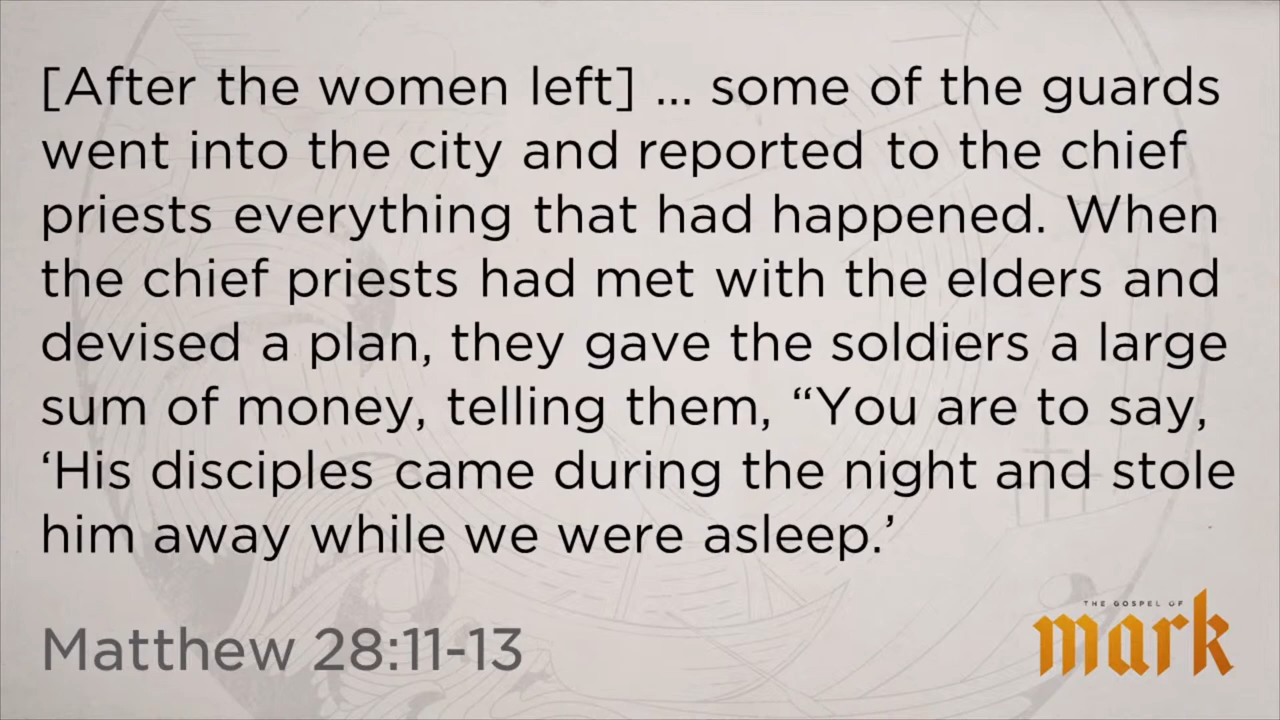 [After the women left] ... some of the guards
went into the city and reported to the chief
priests everything that had happened. When
the chief priests had met with the elders and
devised a plan, they gave the soldiers a large
sum of money, telling them, “You are to say,
‘His disciples came during the night and stole
him away while we were asleep.’
Matthew 28:11-13
THE GOSPEL OF
mark